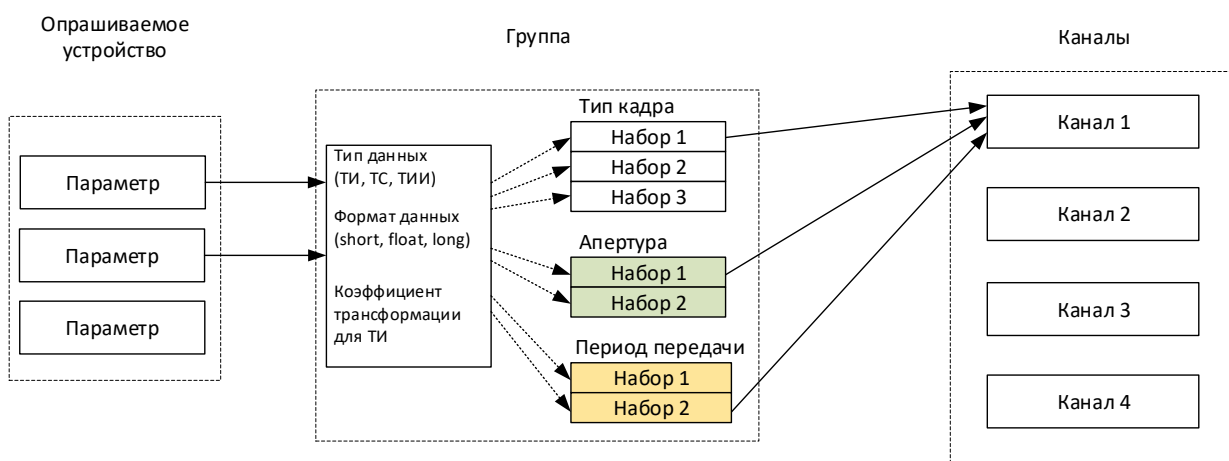 Опрашиваемое
устройство
Группа
Каналы
Параметр
Параметр
Параметр
Тип данных
(ТИ, ТС, ТИИ)
Формат данных
(short, float, long)
Коэффициент
трансформации
для ТИ
Тип кадра
Набор 1
Набор 2
Набор 3
Апертура
Набор 1
Набор 2
Период передачи
Набор 1
Набор 2
Канал 1
Канал 2
Канал 3
Канал 4